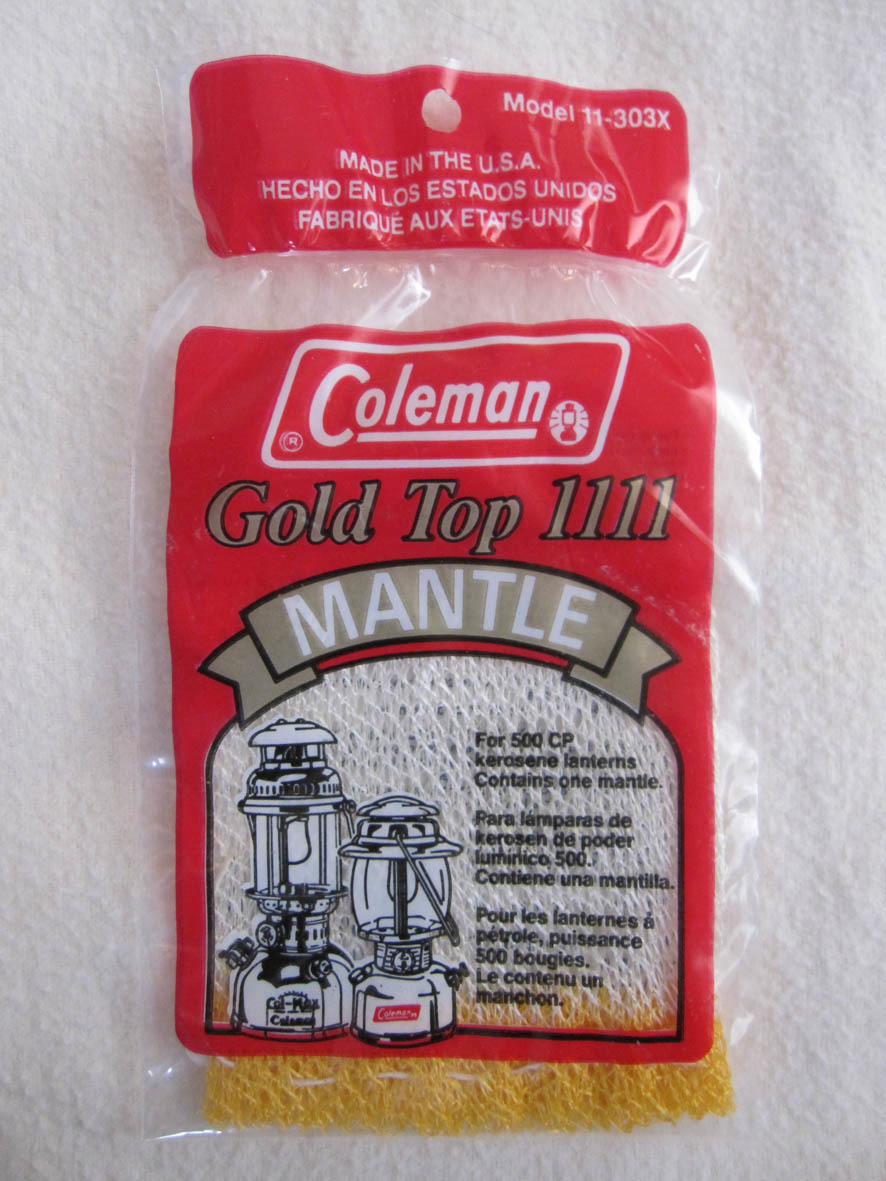 Model 11-303X
MADE IN THE U.S.A.
HECHO EN LOS ESTADOS UNIDOS
FABRIQUÉ AUX ETATS-UNIS
® Coleman
Gold Top 1111
MANTLE
For 500 CP
kerosene lanterns
Contains one mantle.
Para lámparas de
kerosen de poder
lumínico 500.
Contiene una mantilla.
Pour les lanternes á
pétrole, puissance
500 bougies.
Le contenu un
manchon.
Col-Max
Coleman
Coleman